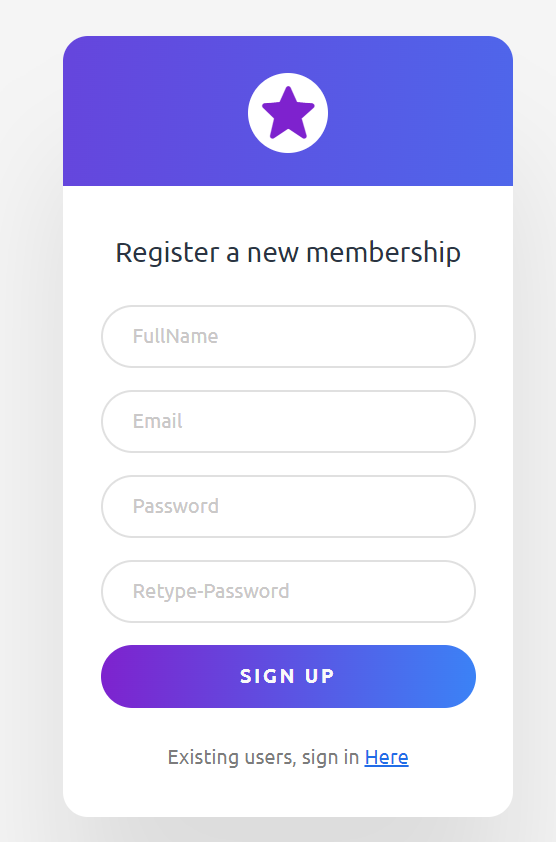 Register a new membership
FullName
Email
Password
Retype-Password
SIGN UP
Existing users, sign in Here